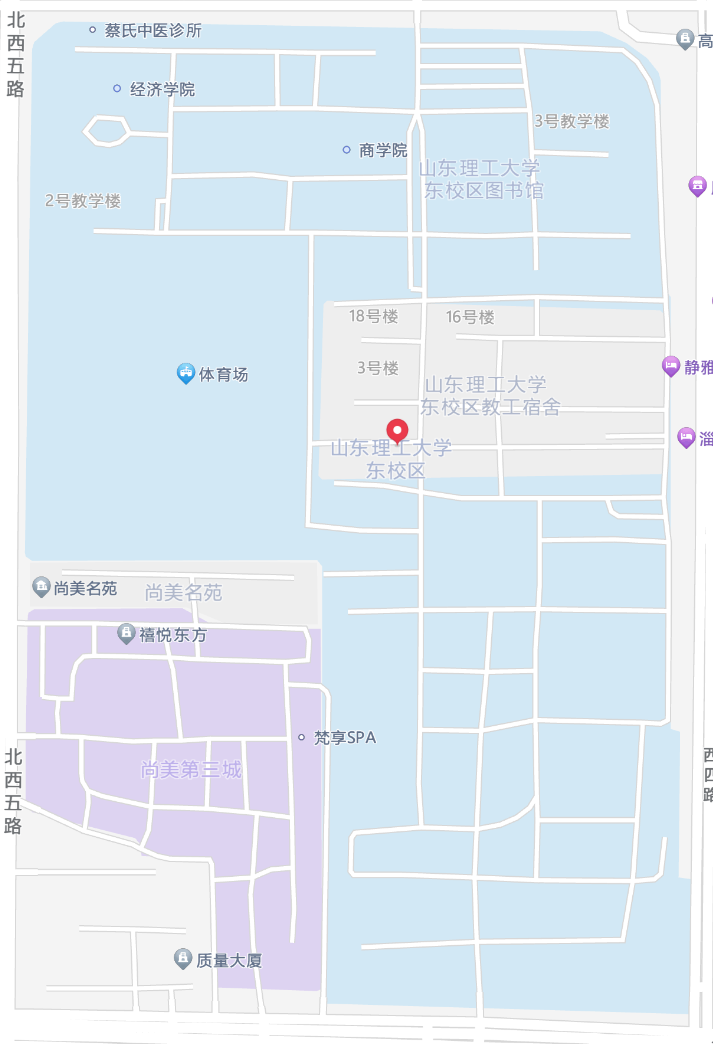 北西五路
蔡氏中医诊所
高
经济学院
3号教学楼
商学院
山东理工大学
东校区图书馆
2号教学楼
18号楼
16号楼
3号楼
静雅
体育场
山东理工大学
东校区教工宿舍
淄
山东理工大学
东校区
尚美名苑
尚美名苑
禧悦东方
梵享SPA
北西五路
西四路
尚美第三城
质量大厦